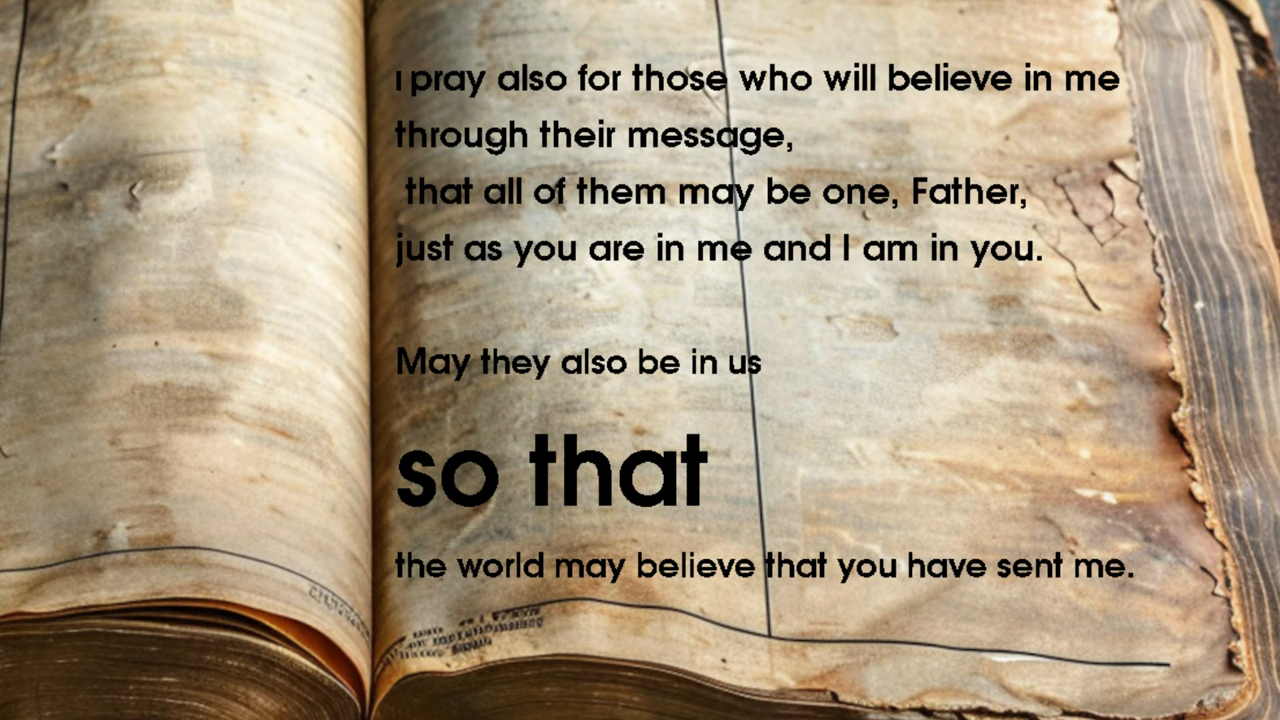 I pray also for those who will believe in me
through their message,
that all of them may be one, Father,
just as you are in me and I am in you.
May they also be in us
so that
the world may believe that you have sent me.